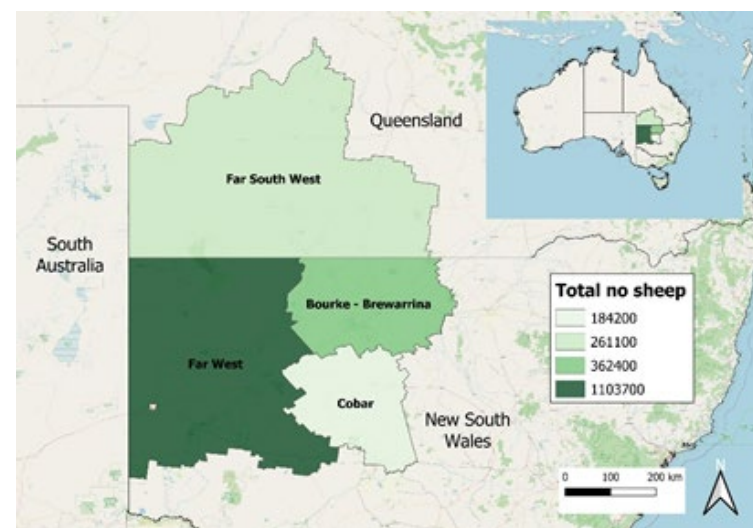 Queensland
Far South West
South
Australia
Bourke - Brewarrina
Far West
Cobar
New South
Wales
Total no sheep
184200
261100
362400
1103700
0 100 200 km
N